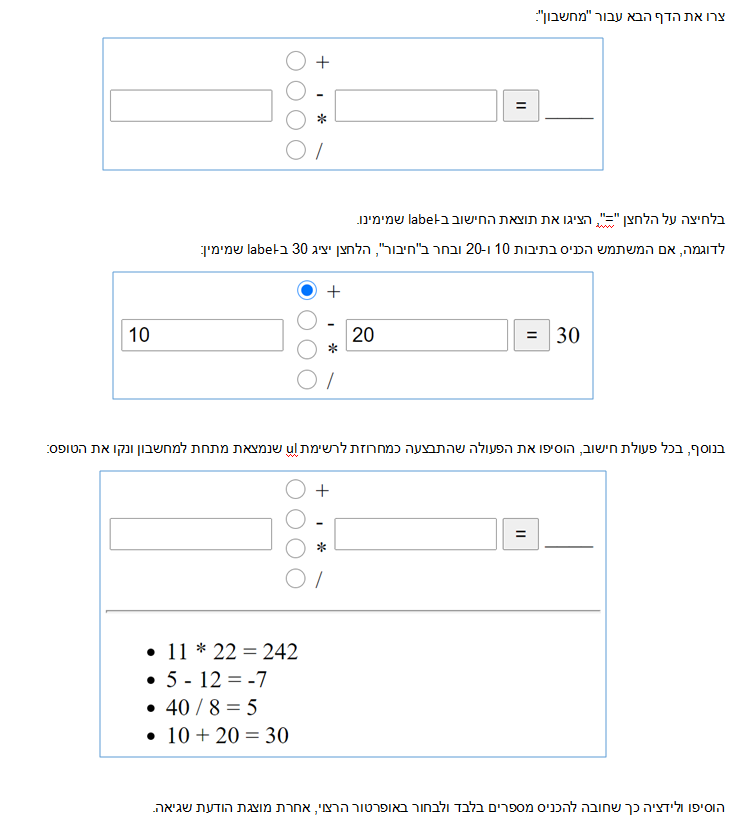 צרו את הדף הבא עבור "מחשבון":
+
-
*
/
=
בלחיצה על הלחצן "=", הציגו את תוצאת החישוב ב-label שמימינו.
לדוגמה, אם המשתמש הכניס בתיבות 10 ו-20 ובחר ב"חיבור", הלחצן יציג 30 ב-label שמימין:
+
-
10 20 = 30
*
/
בנוסף, בכל פעולת חישוב, הוסיפו את הפעולה שהתבצעה כמחרוזת לרשימת ul שנמצאת מתחת למחשבון ונקו את הטופס:
+
-
=
*
/
• 11 * 22 = 242
• 5 - 12 = -7
• 40 / 8 = 5
• 10 + 20 = 30
הוסיפו ולידציה כך שחובה להכניס מספרים בלבד ולבחור באופרטור הרצוי, אחרת מוצגת הודעת שגיאה.